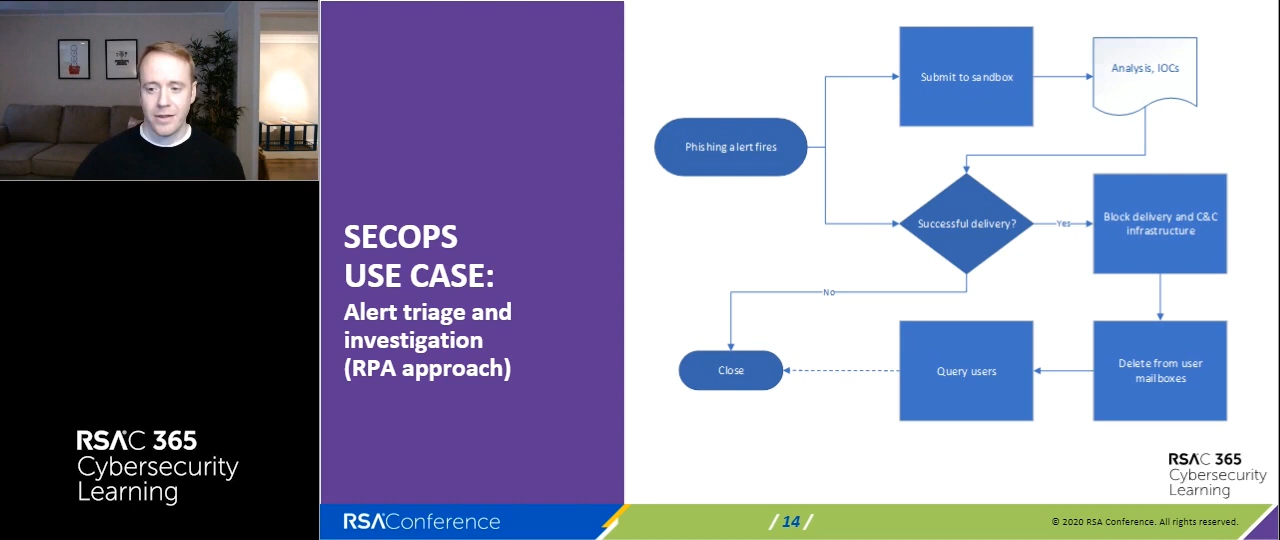 RSAC 365
Cybersecurity
Learning
SECOPS
USE CASE:
Alert triage and
investigation
(RPA approach)
Phishing alert fires
Submit to sandbox
Analysis, IOCs
Successful delivery?
Yes
Block delivery and C&C
infrastructure
No
Close
Query users
Delete from user
mailboxes
RSAC 365
Cybersecurity
Learning
RSAConference
/ 14 /
© 2020 RSA Conference. All rights reserved.